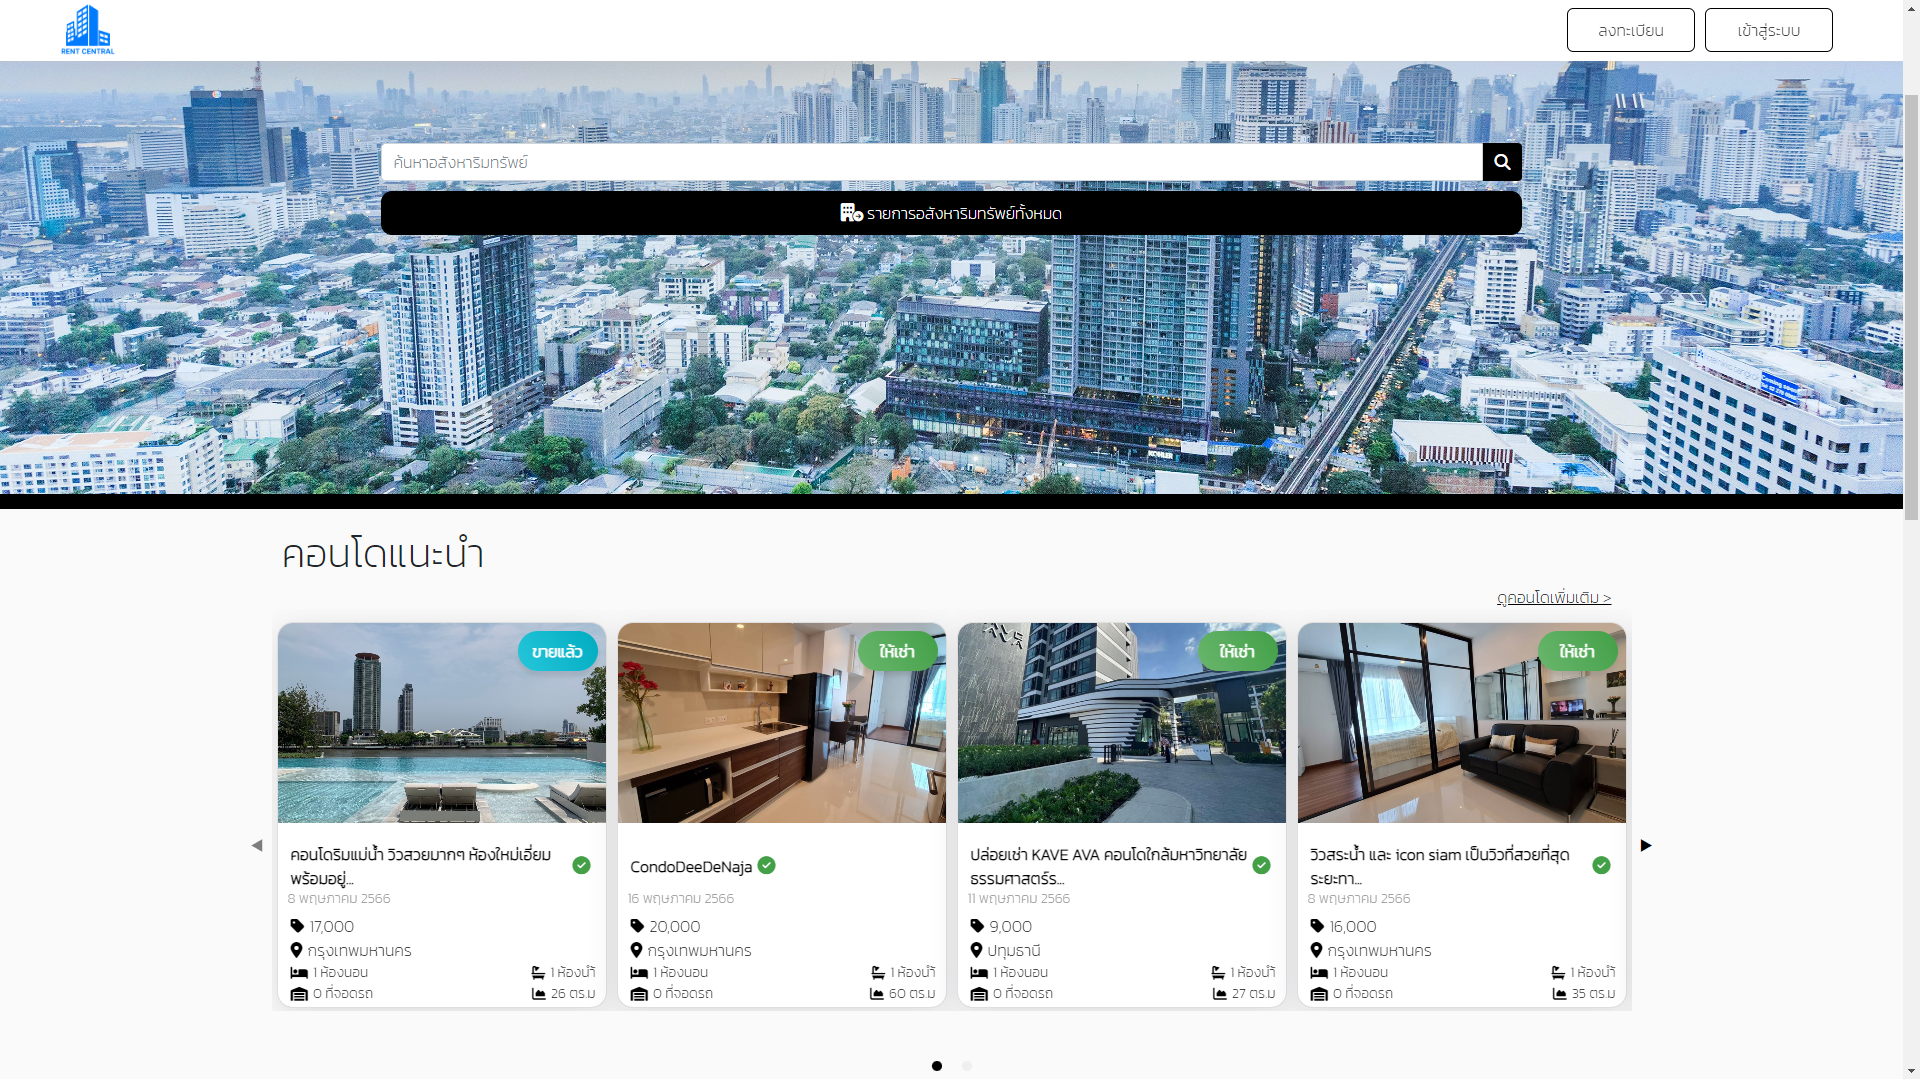 RENT CENTRAL
ลงทะเบียน
เข้าสู่ระบบ
ค้นหาอสังหาริมทรัพย์
รายการอสังหาริมทรัพย์ทั้งหมด
KOHLER
คอนโดแนะนำ
ดูคอนโดเพิ่มเติม >
ขายแล้ว
คอนโดริมแม่น้ำ วิวสวยมากๆ ห้องใหม่เอี่ยม
พร้อมอยู่...
8 พฤษภาคม 2566
17,000
กรุงเทพมหานคร
1 ห้องนอน
1 ห้องน้ำ
0 ที่จอดรถ
26 ตร.ม
ให้เช่า
CondoDeeDeNaja
16 พฤษภาคม 2566
20,000
กรุงเทพมหานคร
1 ห้องนอน
1 ห้องน้ำ
0 ที่จอดรถ
60 ตร.ม
ให้เช่า
ปล่อยเช่า KAVE AVA คอนโดใกล้มหาวิทยาลัย
ธรรมศาสตร์ร...
11 พฤษภาคม 2566
9,000
ปทุมธานี
1 ห้องนอน
1 ห้องน้ำ
0 ที่จอดรถ
27 ตร.ม
ให้เช่า
วิวสระน้ำ และ icon siam เป็นวิวที่สวยที่สุด
ระยะทา...
8 พฤษภาคม 2566
16,000
กรุงเทพมหานคร
1 ห้องนอน
1 ห้องน้ำ
0 ที่จอดรถ
35 ตร.ม